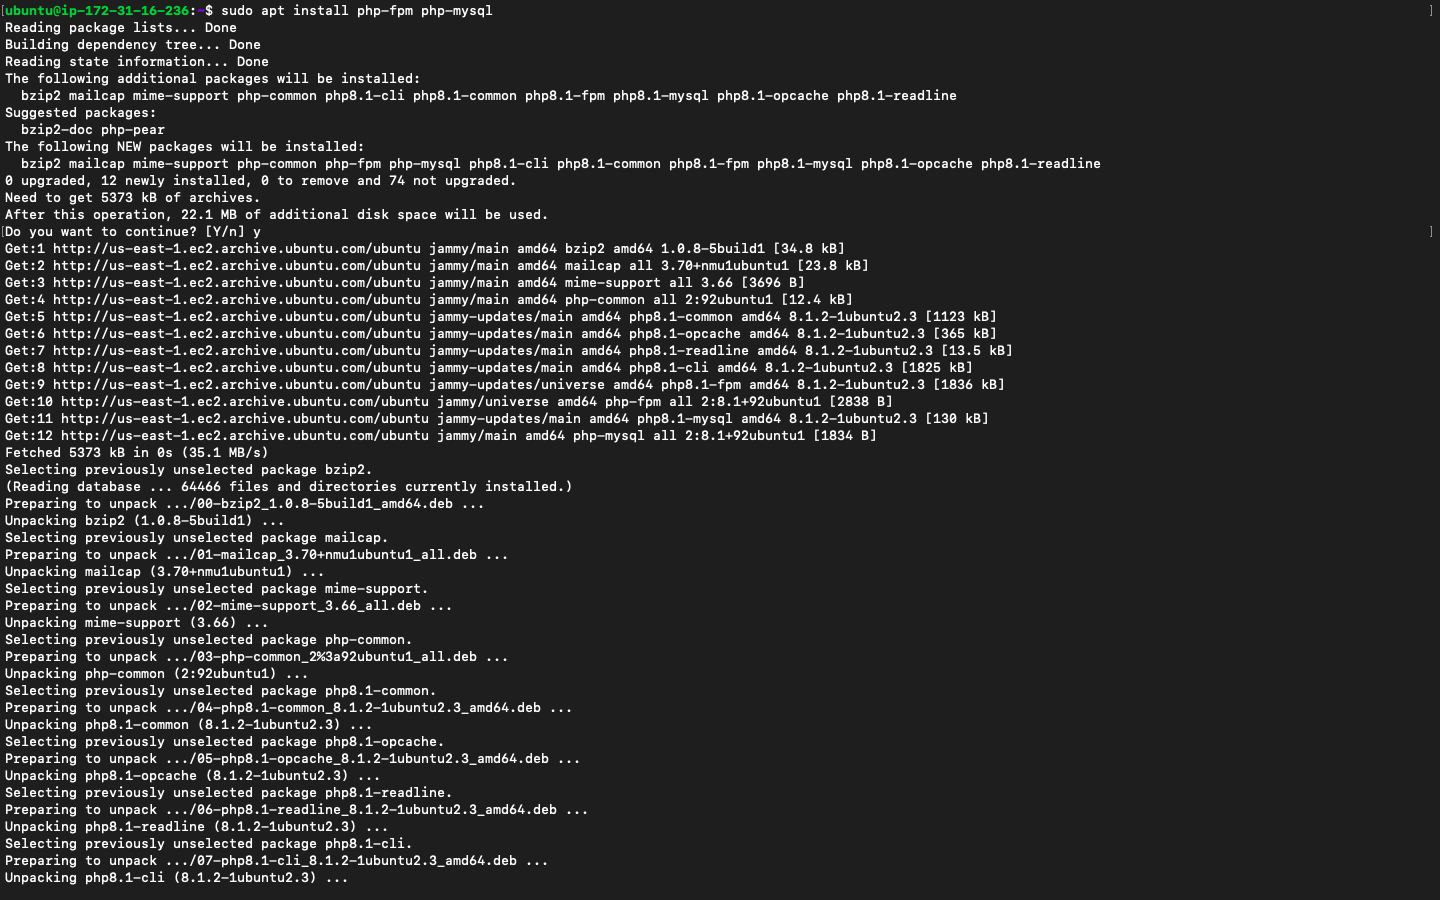 [ubuntu@ip-172-31-16-236:~$ sudo apt install php-fpm php-mysql ]
Reading package lists... Done
Building dependency tree... Done
Reading state information... Done
The following additional packages will be installed:
  bzip2 mailcap mime-support php-common php8.1-cli php8.1-common php8.1-fpm php8.1-mysql php8.1-opcache php8.1-readline
Suggested packages:
  bzip2-doc php-pear
The following NEW packages will be installed:
  bzip2 mailcap mime-support php-common php-fpm php-mysql php8.1-cli php8.1-common php8.1-fpm php8.1-mysql php8.1-opcache php8.1-readline
0 upgraded, 12 newly installed, 0 to remove and 74 not upgraded.
Need to get 5373 kB of archives.
After this operation, 22.1 MB of additional disk space will be used.
[Do you want to continue? [Y/n] y ]
Get:1 http://us-east-1.ec2.archive.ubuntu.com/ubuntu jammy/main amd64 bzip2 amd64 1.0.8-5build1 [34.8 kB]
Get:2 http://us-east-1.ec2.archive.ubuntu.com/ubuntu jammy/main amd64 mailcap all 3.70+nmu1ubuntu1 [23.8 kB]
Get:3 http://us-east-1.ec2.archive.ubuntu.com/ubuntu jammy/main amd64 mime-support all 3.66 [3696 B]
Get:4 http://us-east-1.ec2.archive.ubuntu.com/ubuntu jammy/main amd64 php-common all 2:92ubuntu1 [12.4 kB]
Get:5 http://us-east-1.ec2.archive.ubuntu.com/ubuntu jammy-updates/main amd64 php8.1-common amd64 8.1.2-1ubuntu2.3 [1123 kB]
Get:6 http://us-east-1.ec2.archive.ubuntu.com/ubuntu jammy-updates/main amd64 php8.1-opcache amd64 8.1.2-1ubuntu2.3 [365 kB]
Get:7 http://us-east-1.ec2.archive.ubuntu.com/ubuntu jammy-updates/main amd64 php8.1-readline amd64 8.1.2-1ubuntu2.3 [13.5 kB]
Get:8 http://us-east-1.ec2.archive.ubuntu.com/ubuntu jammy-updates/main amd64 php8.1-cli amd64 8.1.2-1ubuntu2.3 [1825 kB]
Get:9 http://us-east-1.ec2.archive.ubuntu.com/ubuntu jammy-updates/universe amd64 php8.1-fpm amd64 8.1.2-1ubuntu2.3 [1836 kB]
Get:10 http://us-east-1.ec2.archive.ubuntu.com/ubuntu jammy/universe amd64 php-fpm all 2:8.1+92ubuntu1 [2838 B]
Get:11 http://us-east-1.ec2.archive.ubuntu.com/ubuntu jammy-updates/main amd64 php8.1-mysql amd64 8.1.2-1ubuntu2.3 [130 kB]
Get:12 http://us-east-1.ec2.archive.ubuntu.com/ubuntu jammy/main amd64 php-mysql all 2:8.1+92ubuntu1 [1834 B]
Fetched 5373 kB in 0s (35.1 MB/s)
Selecting previously unselected package bzip2.
(Reading database ... 64466 files and directories currently installed.)
Preparing to unpack .../00-bzip2_1.0.8-5build1_amd64.deb ...
Unpacking bzip2 (1.0.8-5build1) ...
Selecting previously unselected package mailcap.
Preparing to unpack .../01-mailcap_3.70+nmu1ubuntu1_all.deb ...
Unpacking mailcap (3.70+nmu1ubuntu1) ...
Selecting previously unselected package mime-support.
Preparing to unpack .../02-mime-support_3.66_all.deb ...
Unpacking mime-support (3.66) ...
Selecting previously unselected package php-common.
Preparing to unpack .../03-php-common_2%3a92ubuntu1_all.deb ...
Unpacking php-common (2:92ubuntu1) ...
Selecting previously unselected package php8.1-common.
Preparing to unpack .../04-php8.1-common_8.1.2-1ubuntu2.3_amd64.deb ...
Unpacking php8.1-common (8.1.2-1ubuntu2.3) ...
Selecting previously unselected package php8.1-opcache.
Preparing to unpack .../05-php8.1-opcache_8.1.2-1ubuntu2.3_amd64.deb ...
Unpacking php8.1-opcache (8.1.2-1ubuntu2.3) ...
Selecting previously unselected package php8.1-readline.
Preparing to unpack .../06-php8.1-readline_8.1.2-1ubuntu2.3_amd64.deb ...
Unpacking php8.1-readline (8.1.2-1ubuntu2.3) ...
Selecting previously unselected package php8.1-cli.
Preparing to unpack .../07-php8.1-cli_8.1.2-1ubuntu2.3_amd64.deb ...
Unpacking php8.1-cli (8.1.2-1ubuntu2.3) ...